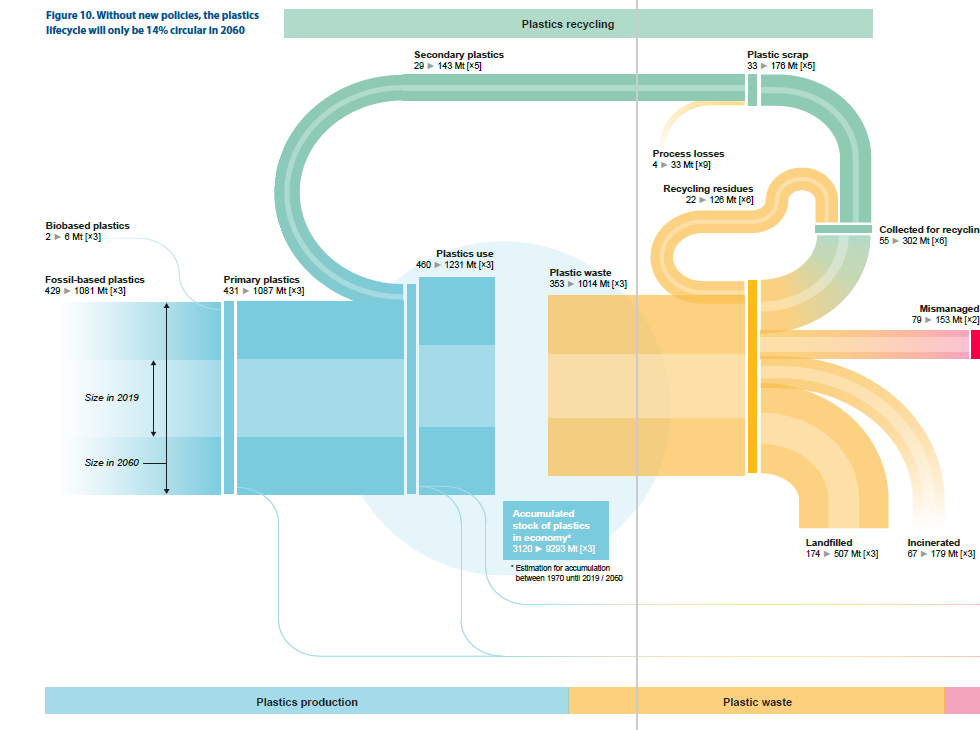 Figure 10. Without new policies, the plastics
lifecycle will only be 14% circular in 2060
Plastics recycling
Secondary plastics
29 ► 143 Mt [×5]
Plastic scrap
33 ► 176 Mt [×5]
Process losses
4 ► 33 Mt [×9]
Recycling residues
22 ► 126 Mt [×6]
Biobased plastics
2 ► 6 Mt [×3]
Collected for recyclin
55 ► 302 Mt [×6]
Plastics use
460 ► 1231 Mt [×3]
Fossil-based plastics
429 ► 1081 Mt [×3]
Primary plastics
431 ► 1087 Mt [×3]
Plastic waste
353 ► 1014 Mt [×3]
Mismanaged
79 ► 153 Mt [×2]
Size in 2019
Size in 2060
Accumulated
stock of plastics
in economy*
3120 ► 9293 Mt [×3]
* Estimation for accumulation
between 1970 until 2019 / 2060
Landfilled
174 ► 507 Mt [×3]
Incinerated
67 ► 179 Mt [×3]
Plastics production
Plastic waste